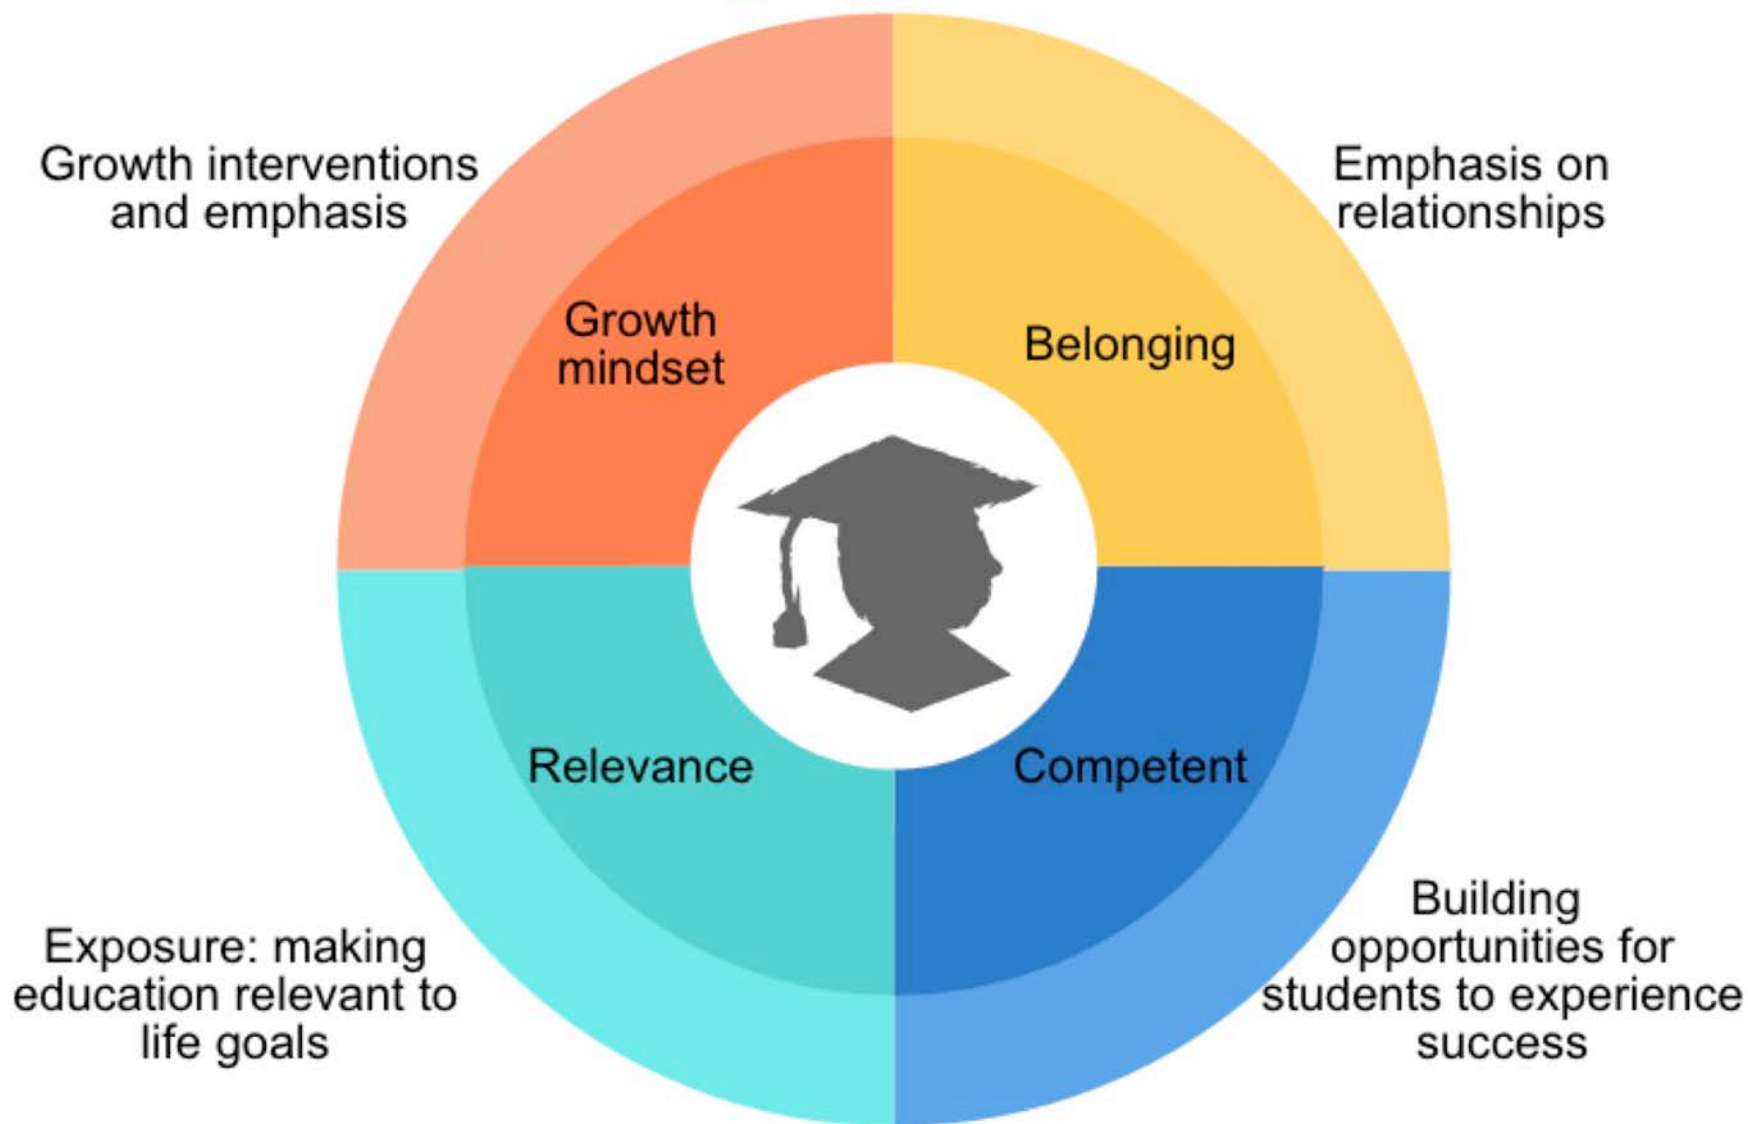 Growth interventions
and emphasis
Emphasis on
relationships
Growth
mindset
Belonging
Relevance
Competent
Exposure: making
education relevant to
life goals
Building
opportunities for
students to experience
success